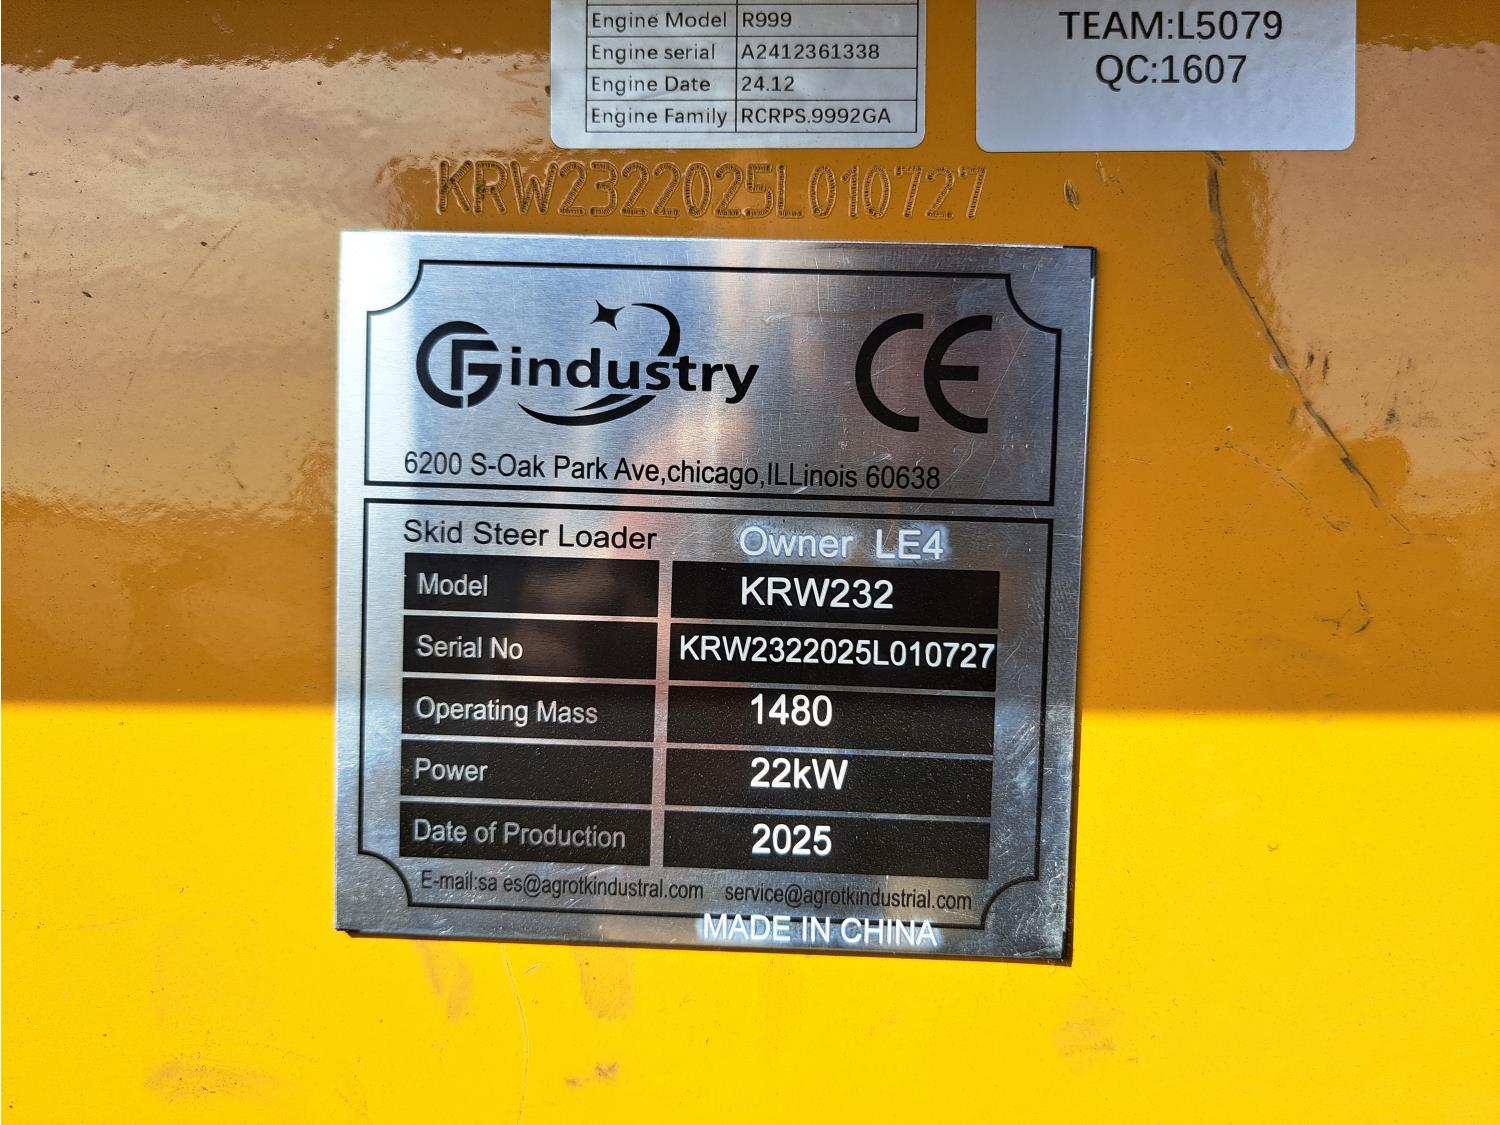 Engine Model R999
Engine serial A2412361338
Engine Date 24.12
Engine Family RCRPS.9992GA
TEAM:L5079
QC:1607
KRW2322025L010727
industry CE
6200 S-Oak Park Ave,chicago,ILLinois 60638
Skid Steer Loader Owner LE4
Model KRW232
Serial No KRW2322025L010727
Operating Mass 1480
Power 22kW
Date of Production 2025
E-mail:sa es@agrotkindustral.com service@agrotkindustrial.com
MADE IN CHINA